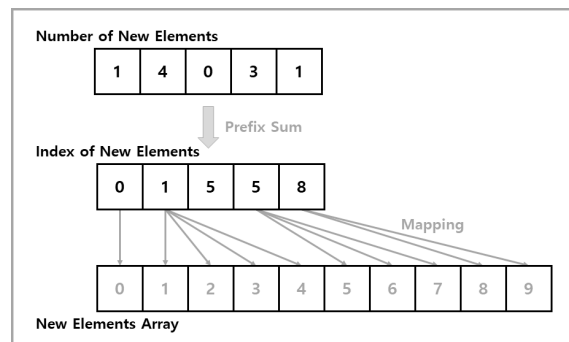 Number of New Elements
1 4 0 3 1
Prefix Sum
Index of New Elements
0 1 5 5 8
Mapping
0 1 2 3 4 5 6 7 8 9
New Elements Array